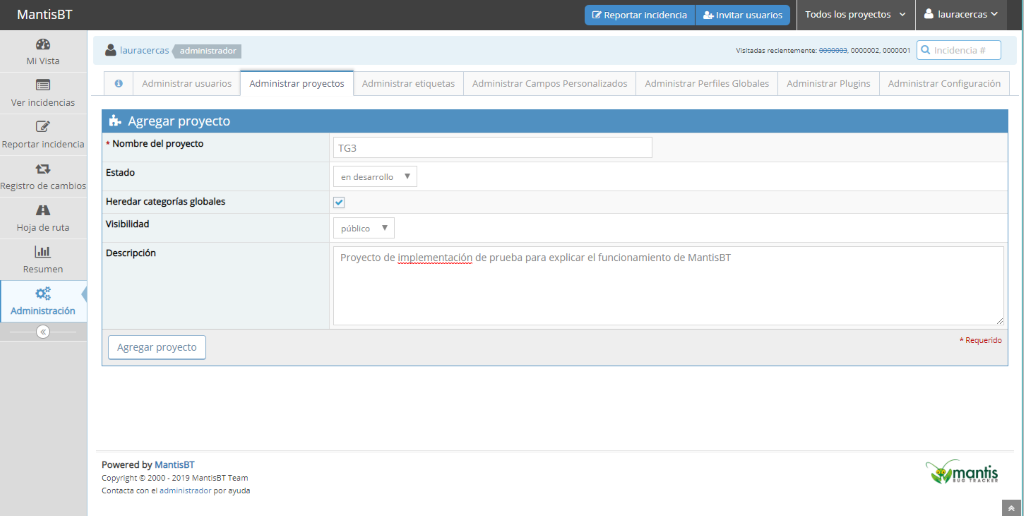 MantisBT
Reportar incidencia
Invitar usuarios
Todos los proyectos
lauracercas
Mi Vista
Ver incidencias
Reportar incidencia
Registro de cambios
Hoja de ruta
Resumen
Administración
lauracercas administrador
Visitadas recientemente: 0000003, 0000002, 0000001
Incidencia #
Administrar usuarios
Administrar proyectos
Administrar etiquetas
Administrar Campos Personalizados
Administrar Perfiles Globales
Administrar Plugins
Administrar Configuración
Agregar proyecto
* Nombre del proyecto
TG3
Estado
en desarrollo
Heredar categorías globales
Visibilidad
público
Descripción
Proyecto de implementación de prueba para explicar el funcionamiento de MantisBT
Agregar proyecto
* Requerido
Powered by MantisBT
Copyright © 2000 - 2019 MantisBT Team
Contacta con el administrador por ayuda
mantis
BUG TRACKER